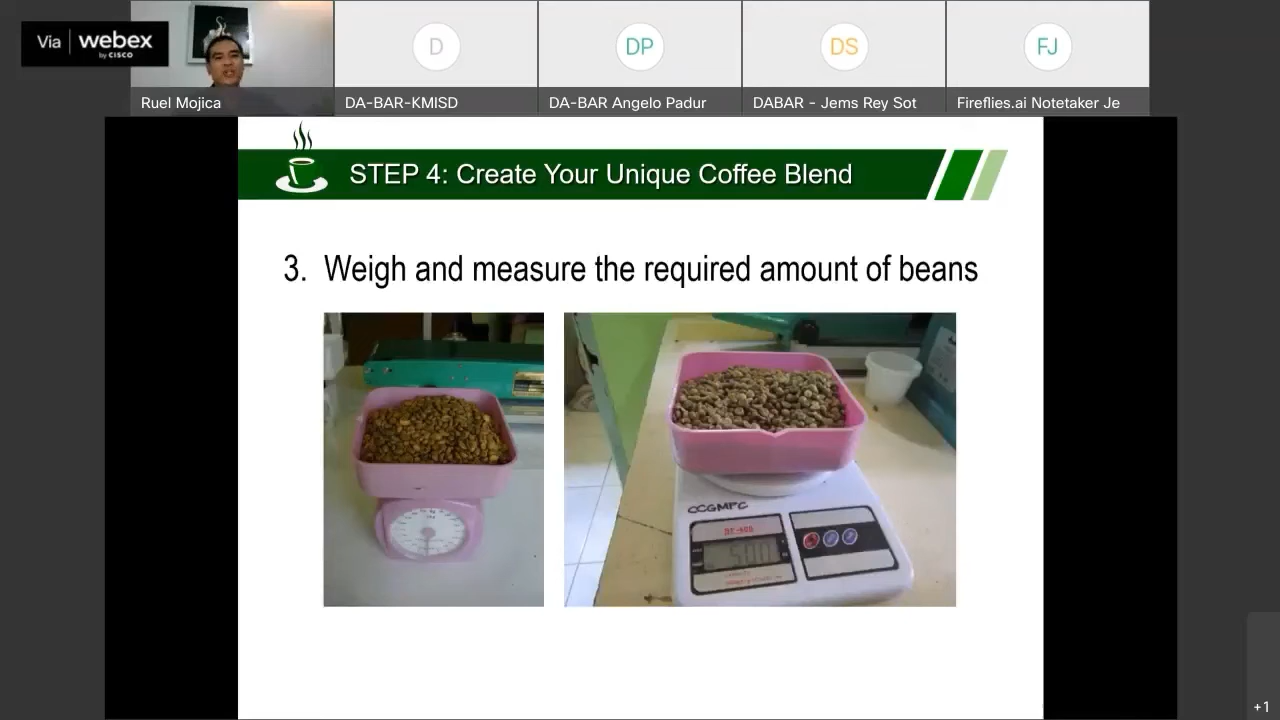 Via webex
by CISCO
Ruel Mojica
D
DA-BAR-KMISD
DP
DA-BAR Angelo Padur
DS
DABAR - Jems Rey Sot
FJ
Fireflies.ai Notetaker Je
STEP 4: Create Your Unique Coffee Blend
3. Weigh and measure the required amount of beans
CCGMPC
SF-400
500
+1